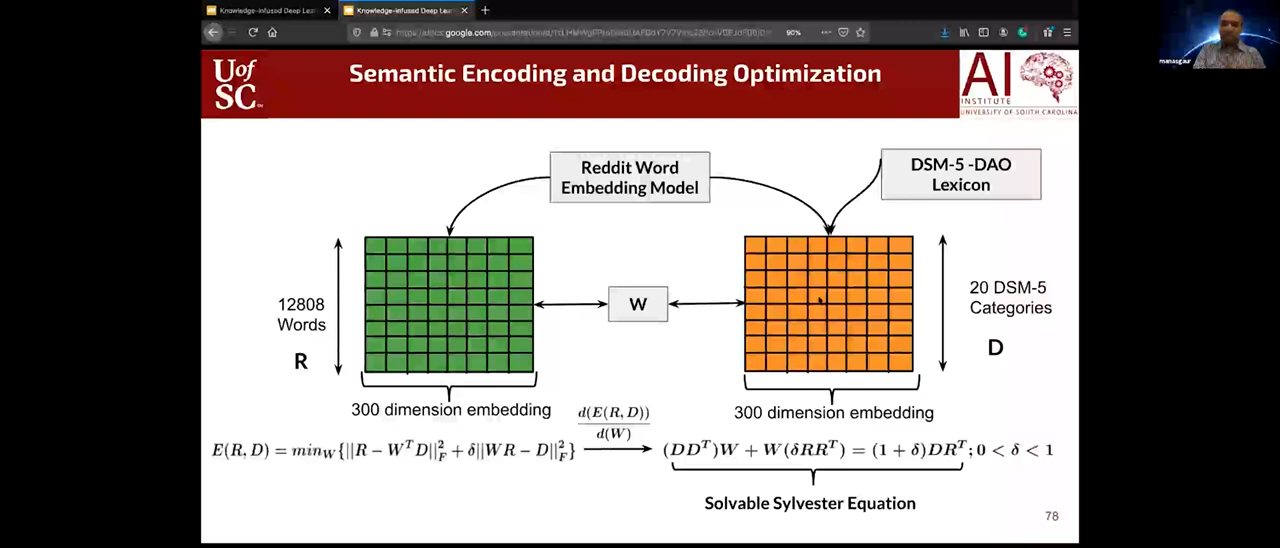 Knowledge-infused Deep Lear
Knowledge-infused Deep Lear
90%
manasgaur
UofSC
Semantic Encoding and Decoding Optimization
AI
INSTITUTE
UNIVERSITY OF SOUTH CAROLINA
Reddit Word
Embedding Model
DSM-5 -DAO
Lexicon
12808
Words
R
W
20 DSM-5
Categories
D
300 dimension embedding
300 dimension embedding
E(R, D) = min_W{||R − W^T D||_F^2 + δ||WR − D||_F^2}
d(E(R, D))
d(W)
(DD^T)W + W(δRR^T) = (1 + δ)DR^T; 0 < δ < 1
Solvable Sylvester Equation
78